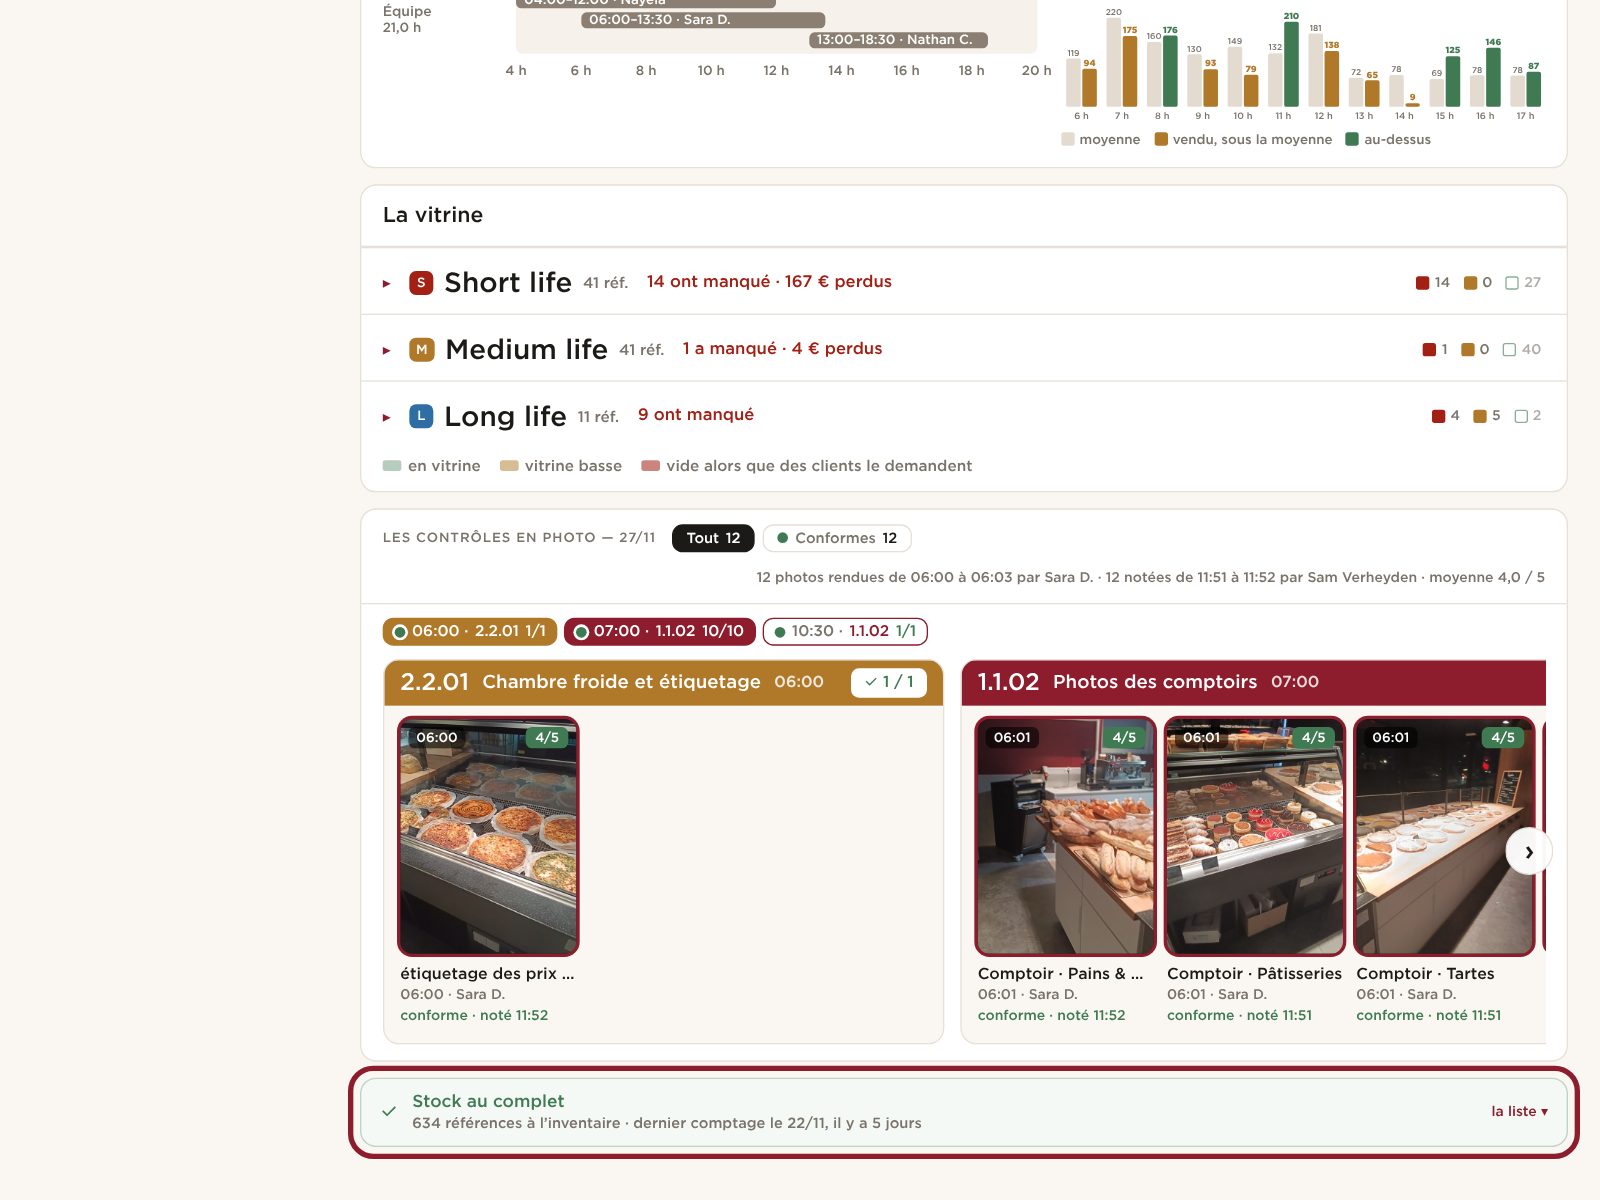 04:00–12:00 · Nayela
Équipe
21,0 h
06:00–13:30 · Sara D.
13:00–18:30 · Nathan C.
4 h 6 h 8 h 10 h 12 h 14 h 16 h 18 h 20 h
119 94 220 175 160 176 130 93 149 79 132 210 181 138 72 65 78 9 69 125 78 146 78 87
6 h 7 h 8 h 9 h 10 h 11 h 12 h 13 h 14 h 15 h 16 h 17 h
moyenne vendu, sous la moyenne au-dessus
La vitrine
▸ S Short life 41 réf. 14 ont manqué · 167 € perdus 14 0 27
▸ M Medium life 41 réf. 1 a manqué · 4 € perdus 1 0 40
▸ L Long life 11 réf. 9 ont manqué 4 5 2
en vitrine vitrine basse vide alors que des clients le demandent
LES CONTRÔLES EN PHOTO — 27/11 Tout 12 Conformes 12
12 photos rendues de 06:00 à 06:03 par Sara D. · 12 notées de 11:51 à 11:52 par Sam Verheyden · moyenne 4,0 / 5
06:00 · 2.2.01 1/1 07:00 · 1.1.02 10/10 10:30 · 1.1.02 1/1
2.2.01 Chambre froide et étiquetage 06:00 ✓ 1 / 1
1.1.02 Photos des comptoirs 07:00
06:00 4/5
06:01 4/5
06:01 4/5
06:01 4/5
›
étiquetage des prix ...
06:00 · Sara D.
conforme · noté 11:52
Comptoir · Pains & ...
06:01 · Sara D.
conforme · noté 11:52
Comptoir · Pâtisseries
06:01 · Sara D.
conforme · noté 11:51
Comptoir · Tartes
06:01 · Sara D.
conforme · noté 11:51
✓ Stock au complet
634 références à l'inventaire · dernier comptage le 22/11, il y a 5 jours
la liste ▾